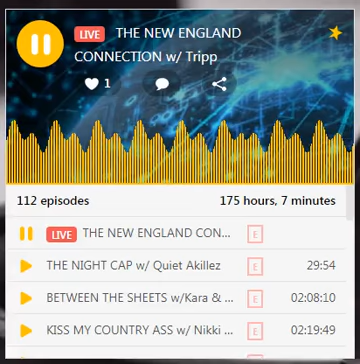 LIVE THE NEW ENGLAND
CONNECTION w/ Tripp
1
112 episodes 175 hours, 7 minutes
LIVE THE NEW ENGLAND CON... E
THE NIGHT CAP w/ Quiet Akillez E 29:54
BETWEEN THE SHEETS w/Kara & ... E 02:08:10
KISS MY COUNTRY ASS w/ Nikki ... E 02:19:49